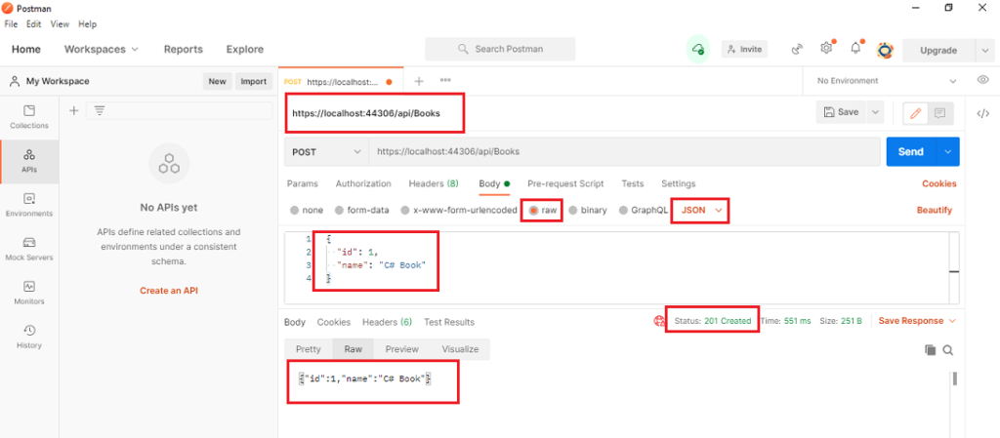 Postman
File Edit View Help
Home Workspaces Reports Explore Search Postman Invite Upgrade
My Workspace New Import POST https://localhost:... No Environment
https://localhost:44306/api/Books Save
Collections
APIs
Environments
Mock Servers
Monitors
History
No APIs yet
APIs define related collections and
environments under a consistent
schema.
Create an API
POST https://localhost:44306/api/Books Send
Params Authorization Headers (8) Body Pre-request Script Tests Settings Cookies
none form-data x-www-form-urlencoded raw binary GraphQL JSON Beautify
1 {
2 "id": 1,
3 "name": "C# Book"
4 }
Body Cookies Headers (6) Test Results Status: 201 Created Time: 551 ms Size: 251 B Save Response
Pretty Raw Preview Visualize
{"id":1,"name":"C# Book"}